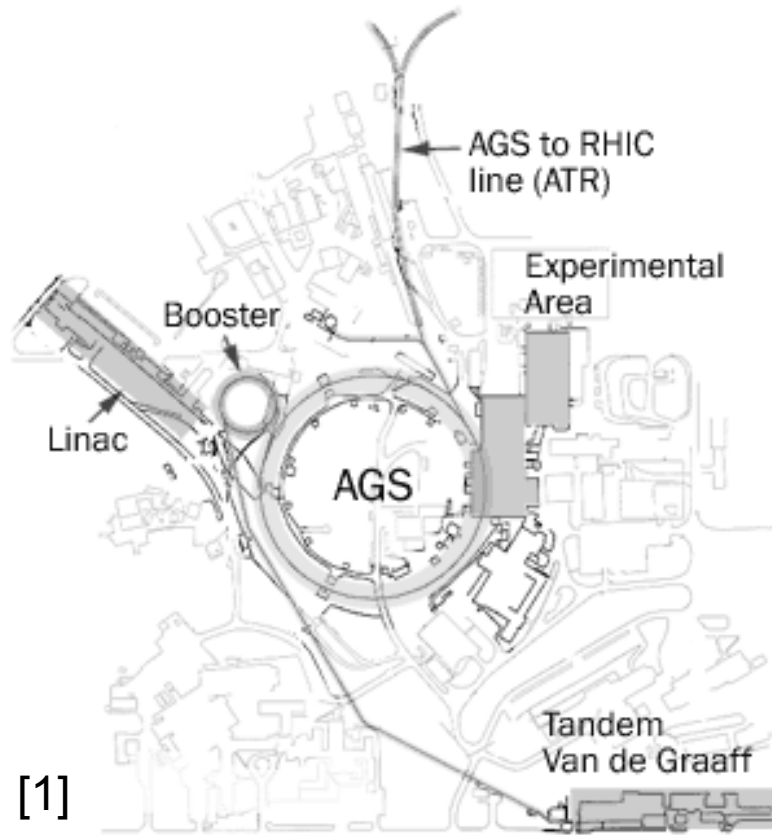 AGS to RHIC
line (ATR)
Experimental
Area
Booster
Linac
AGS
Tandem
Van de Graaff
[1]